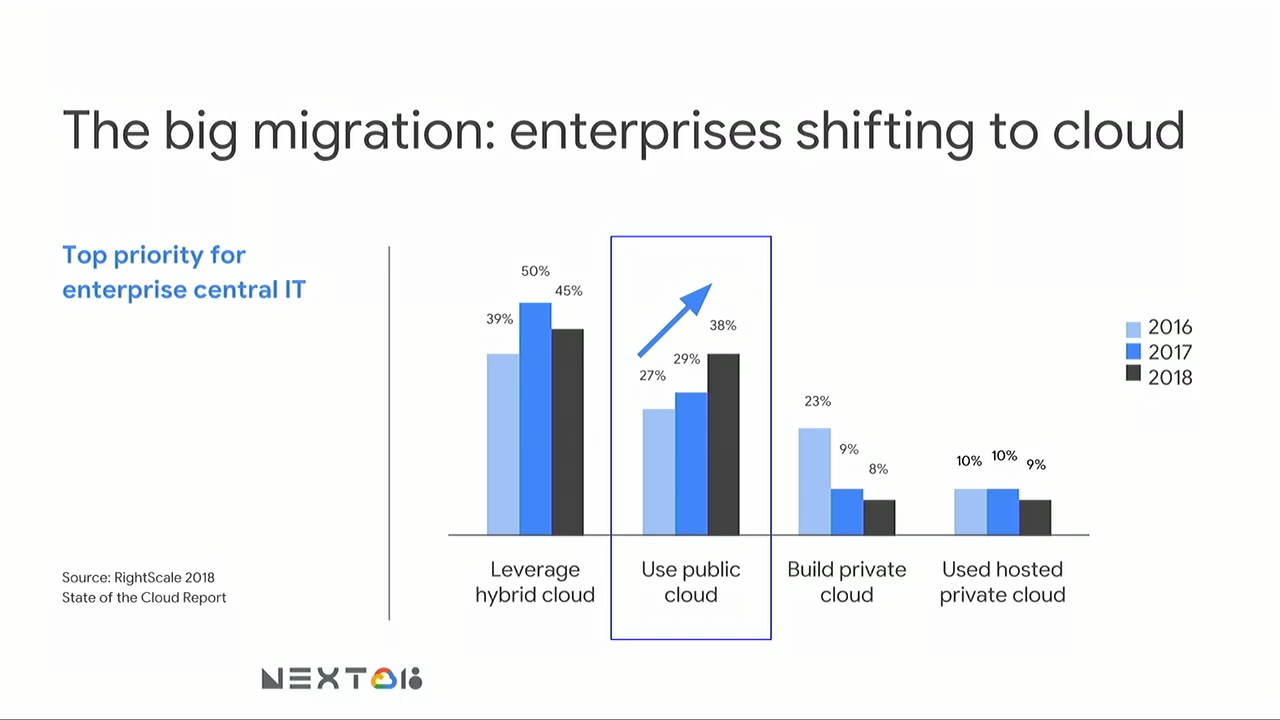 The big migration: enterprises shifting to cloud
Top priority for
enterprise central IT
39%
50%
45%
27%
29%
38%
23%
9%
8%
10%
10%
9%
2016
2017
2018
Leverage
hybrid cloud
Use public
cloud
Build private
cloud
Used hosted
private cloud
Source: RightScale 2018
State of the Cloud Report
NEXT 18